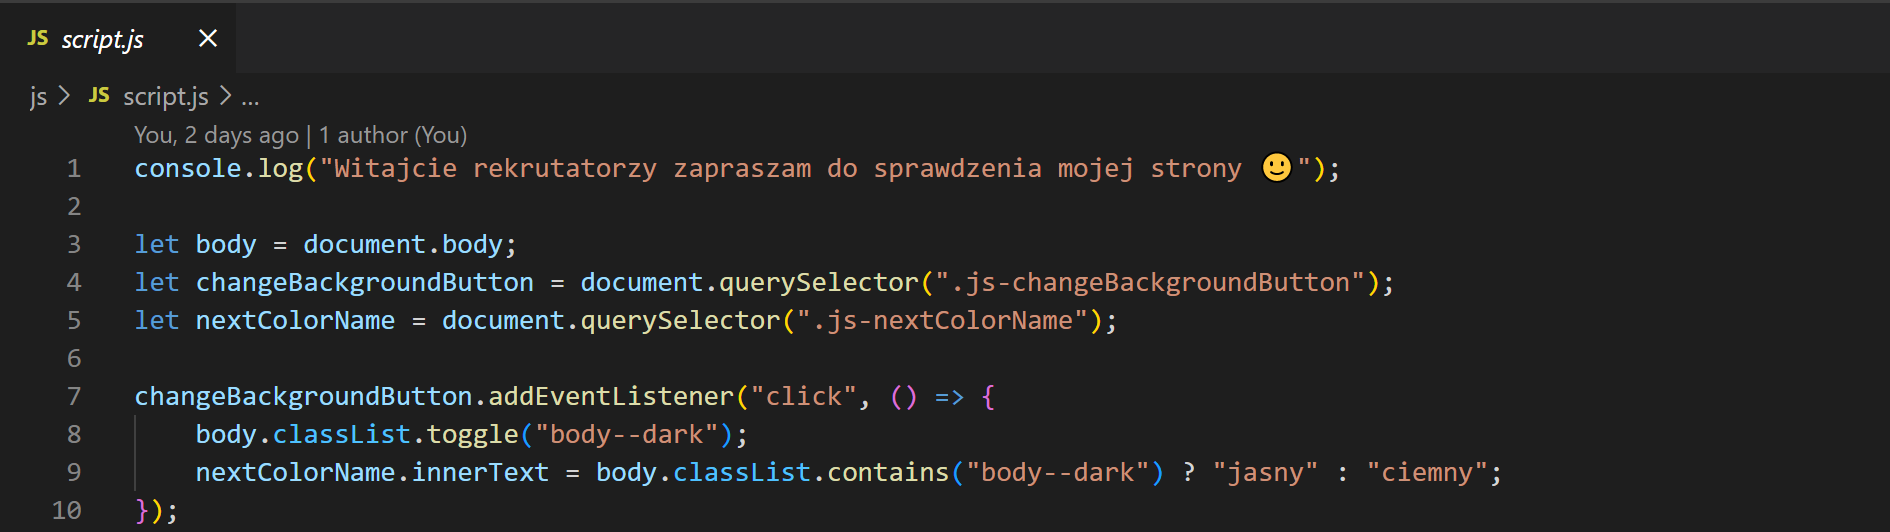 JS script.js ×
js > JS script.js > ...
You, 2 days ago | 1 author (You)
1 console.log("Witajcie rekrutatorzy zapraszam do sprawdzenia mojej strony 🙂");
2
3 let body = document.body;
4 let changeBackgroundButton = document.querySelector(".js-changeBackgroundButton");
5 let nextColorName = document.querySelector(".js-nextColorName");
6
7 changeBackgroundButton.addEventListener("click", () => {
8     body.classList.toggle("body--dark");
9     nextColorName.innerText = body.classList.contains("body--dark") ? "jasny" : "ciemny";
10 });